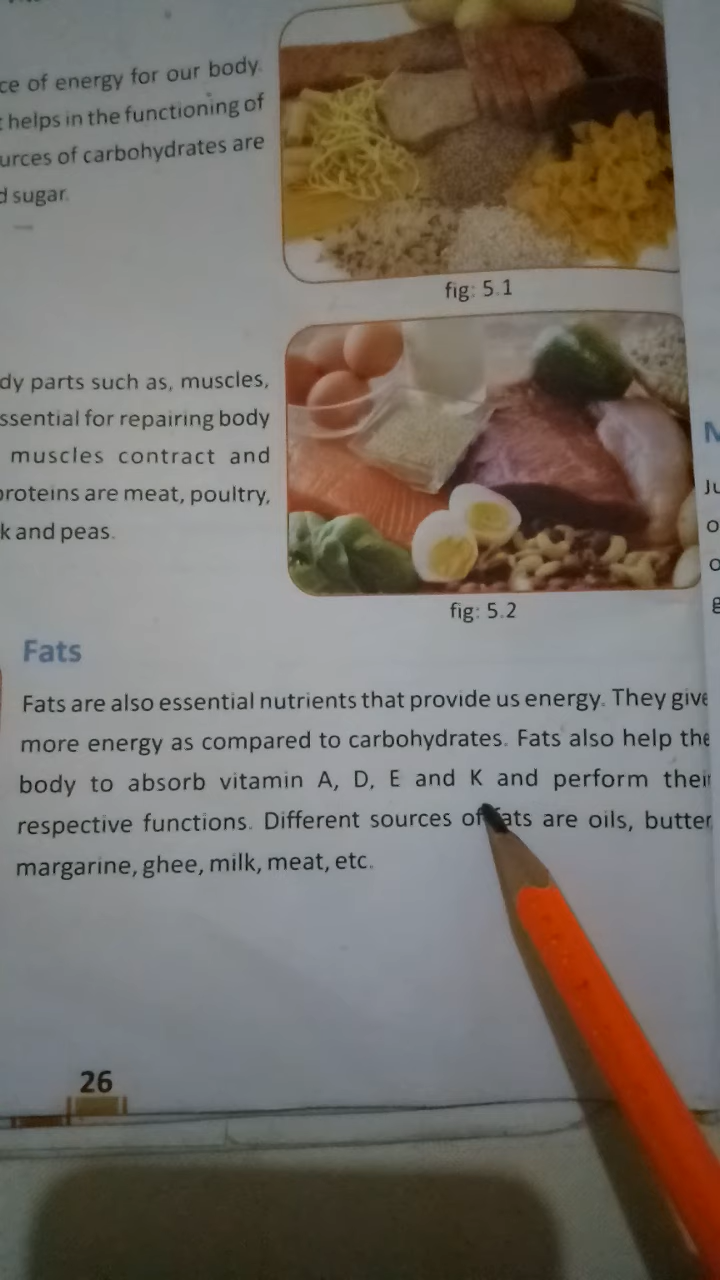 ce of energy for our body.
helps in the functioning of
urces of carbohydrates are
d sugar.
fig: 5.1
dy parts such as, muscles,
ssential for repairing body
muscles contract and
proteins are meat, poultry,
k and peas.
fig: 5.2
Fats
Fats are also essential nutrients that provide us energy. They give
more energy as compared to carbohydrates. Fats also help the
body to absorb vitamin A, D, E and K and perform their
respective functions. Different sources of fats are oils, butter
margarine, ghee, milk, meat, etc.
26
M
Ju
o
o
g